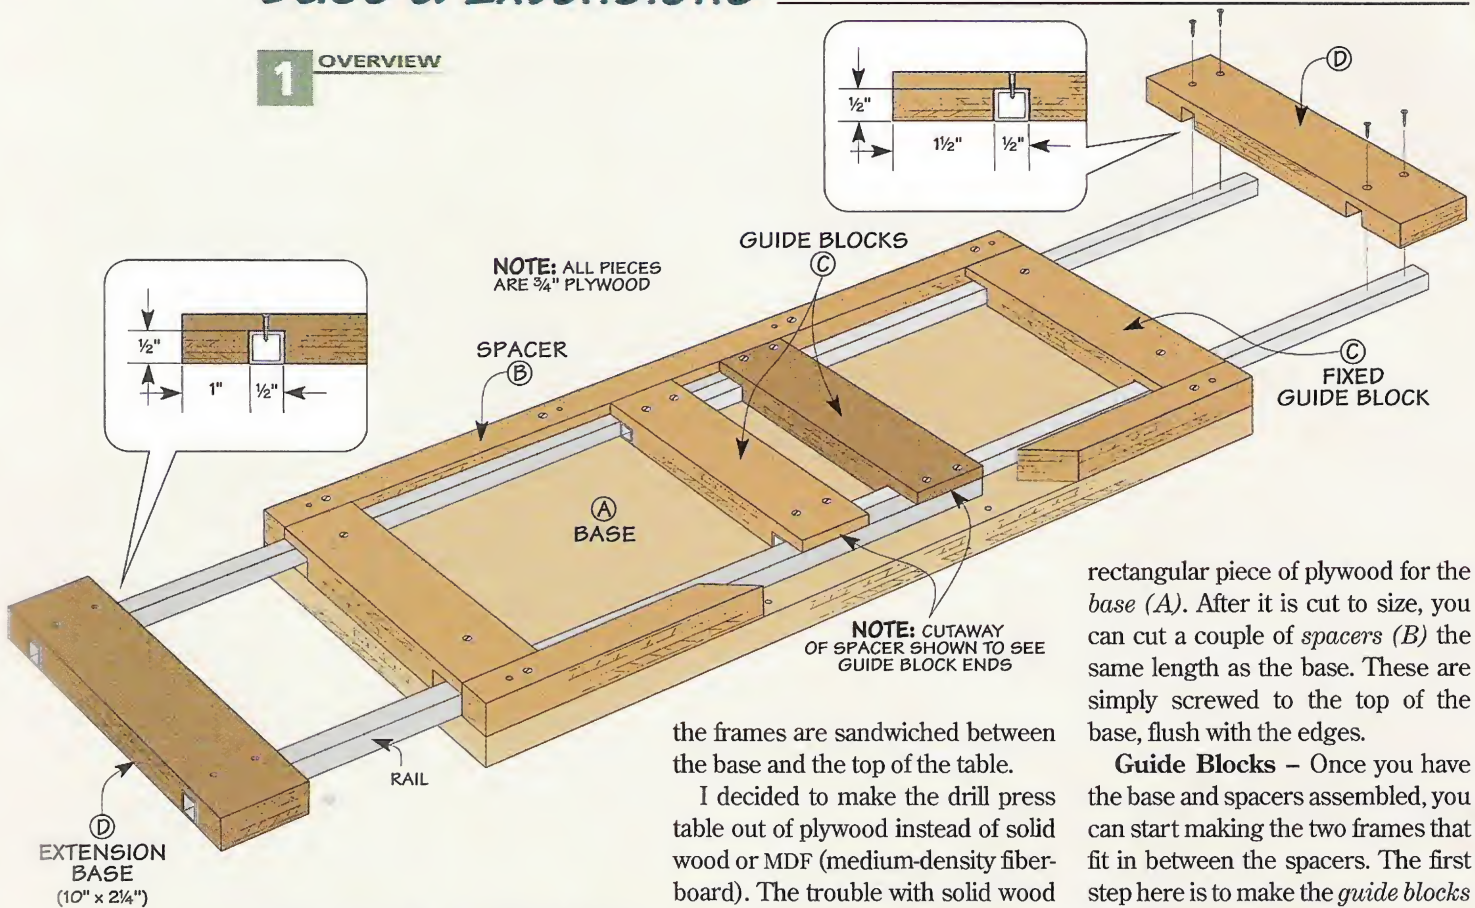 Base & Extensions
1 OVERVIEW
½"
1½"
½"
D
GUIDE BLOCKS
C
NOTE: ALL PIECES
ARE ¾" PLYWOOD
½"
1"
½"
SPACER
B
C
FIXED
GUIDE BLOCK
A
BASE
NOTE: CUTAWAY
OF SPACER SHOWN TO SEE
GUIDE BLOCK ENDS
RAIL
D
EXTENSION
BASE
(10" x 2¼")
the frames are sandwiched between
the base and the top of the table.
I decided to make the drill press
table out of plywood instead of solid
wood or MDF (medium-density fiber-
board). The trouble with solid wood
rectangular piece of plywood for the
base (A). After it is cut to size, you
can cut a couple of spacers (B) the
same length as the base. These are
simply screwed to the top of the
base, flush with the edges.
Guide Blocks – Once you have
the base and spacers assembled, you
can start making the two frames that
fit in between the spacers. The first
step here is to make the guide blocks